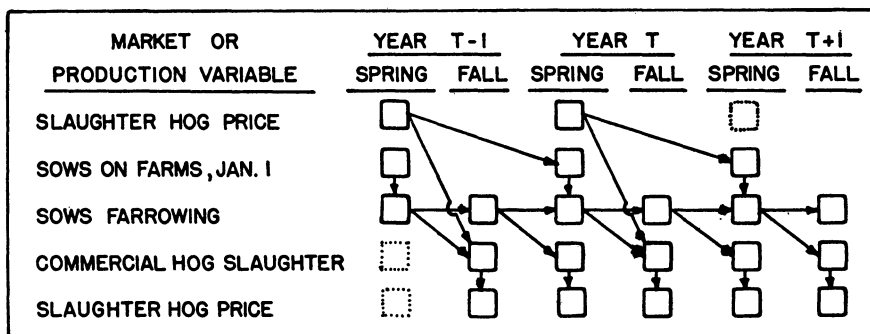 MARKET OR YEAR T-1 YEAR T YEAR T+1
PRODUCTION VARIABLE SPRING FALL SPRING FALL SPRING FALL
SLAUGHTER HOG PRICE
SOWS ON FARMS, JAN. 1
SOWS FARROWING
COMMERCIAL HOG SLAUGHTER
SLAUGHTER HOG PRICE